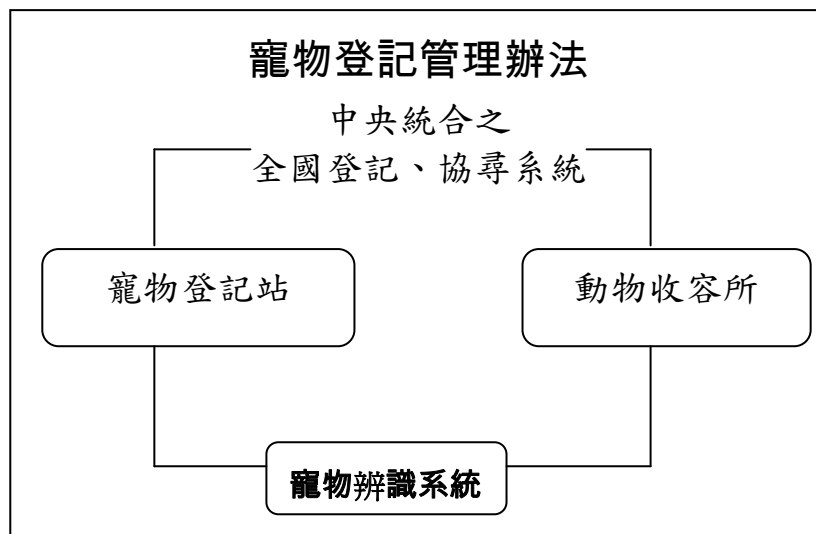 寵物登記管理辦法
中央統合之
全國登記、協尋系統
寵物登記站
動物收容所
寵物辨識系統